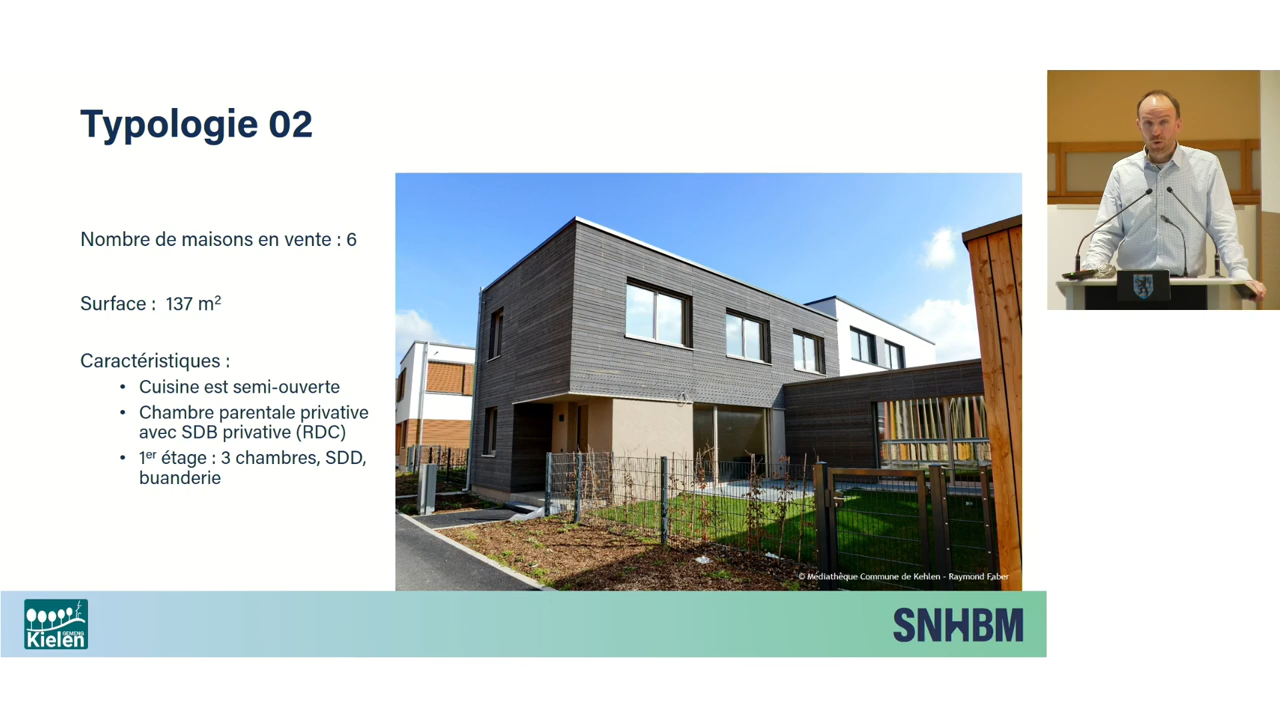 Typologie 02
Nombre de maisons en vente : 6
Surface : 137 m²
Caractéristiques :
• Cuisine est semi-ouverte
• Chambre parentale privative
avec SDB privative (RDC)
• 1er étage : 3 chambres, SDD,
buanderie
© Médiathèque Commune de Kehlen - Raymond Faber
GEMENG
Kielen
SNHBM